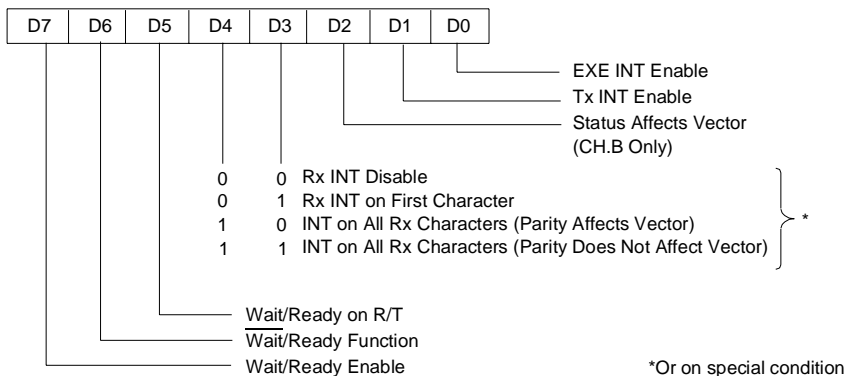 D7 D6 D5 D4 D3 D2 D1 D0
EXE INT Enable
Tx INT Enable
Status Affects Vector
(CH.B Only)
0 0 Rx INT Disable
0 1 Rx INT on First Character
1 0 INT on All Rx Characters (Parity Affects Vector)
1 1 INT on All Rx Characters (Parity Does Not Affect Vector)
*
Wait/Ready on R/T
Wait/Ready Function
Wait/Ready Enable
*Or on special condition